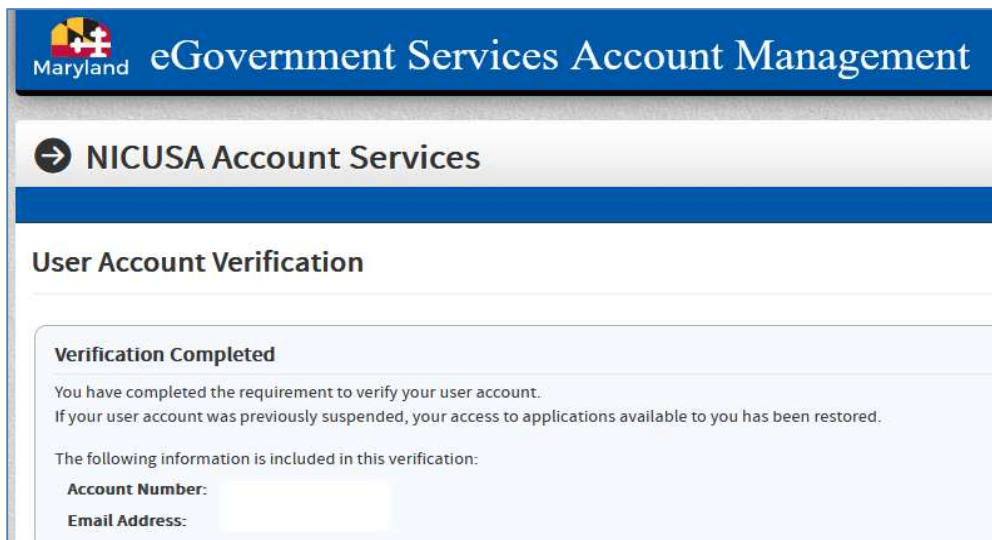 Maryland
eGovernment Services Account Management
NICUSA Account Services
User Account Verification
Verification Completed
You have completed the requirement to verify your user account.
If your user account was previously suspended, your access to applications available to you has been restored.
The following information is included in this verification:
Account Number:
Email Address: